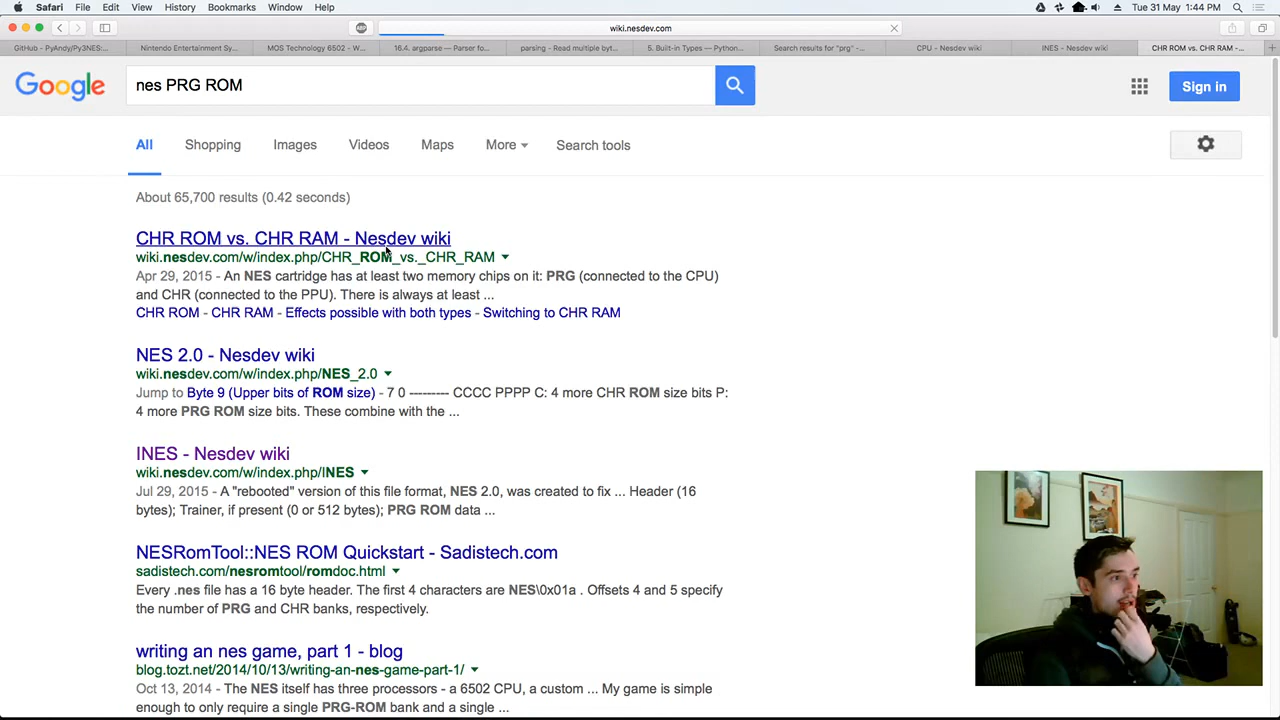 Safari File Edit View History Bookmarks Window Help Tue 31 May 1:44 PM
wiki.nesdev.com
GitHub - PyAndy/Py3NES:... Nintendo Entertainment Sy... MOS Technology 6502 - W... 16.4. argparse — Parser fo... parsing - Read multiple byt... 5. Built-in Types — Python... Search results for "prg" -... CPU - Nesdev wiki INES - Nesdev wiki CHR ROM vs. CHR RAM -...
Google nes PRG ROM Sign in
All Shopping Images Videos Maps More Search tools
About 65,700 results (0.42 seconds)
CHR ROM vs. CHR RAM - Nesdev wiki
wiki.nesdev.com/w/index.php/CHR_ROM_vs._CHR_RAM
Apr 29, 2015 - An NES cartridge has at least two memory chips on it: PRG (connected to the CPU)
and CHR (connected to the PPU). There is always at least ...
CHR ROM - CHR RAM - Effects possible with both types - Switching to CHR RAM
NES 2.0 - Nesdev wiki
wiki.nesdev.com/w/index.php/NES_2.0
Jump to Byte 9 (Upper bits of ROM size) - 7 0 --------- CCCC PPPP C: 4 more CHR ROM size bits P:
4 more PRG ROM size bits. These combine with the ...
INES - Nesdev wiki
wiki.nesdev.com/w/index.php/INES
Jul 29, 2015 - A "rebooted" version of this file format, NES 2.0, was created to fix ... Header (16
bytes); Trainer, if present (0 or 512 bytes); PRG ROM data ...
NESRomTool::NES ROM Quickstart - Sadistech.com
sadistech.com/nesromtool/romdoc.html
Every .nes file has a 16 byte header. The first 4 characters are NES\0x01a . Offsets 4 and 5 specify
the number of PRG and CHR banks, respectively.
writing an nes game, part 1 - blog
blog.tozt.net/2014/10/13/writing-an-nes-game-part-1/
Oct 13, 2014 - The NES itself has three processors - a 6502 CPU, a custom ... My game is simple
enough to only require a single PRG-ROM bank and a single ...